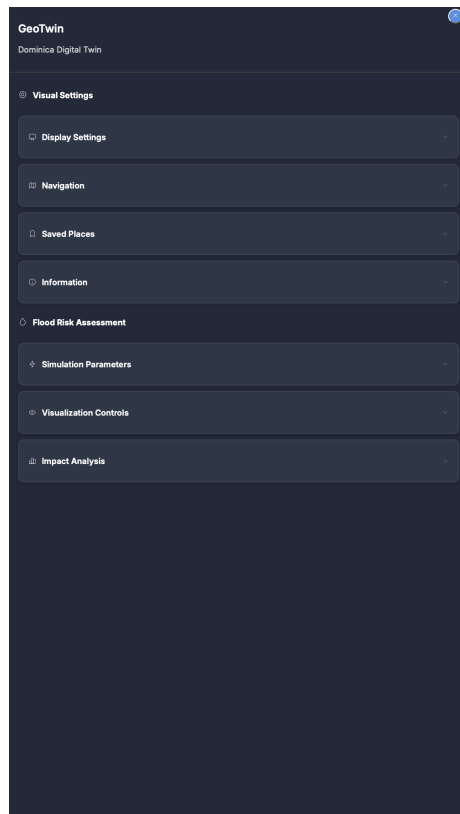 GeoTwin
Dominica Digital Twin
Visual Settings
Display Settings
Navigation
Saved Places
Information
Flood Risk Assessment
Simulation Parameters
Visualization Controls
Impact Analysis